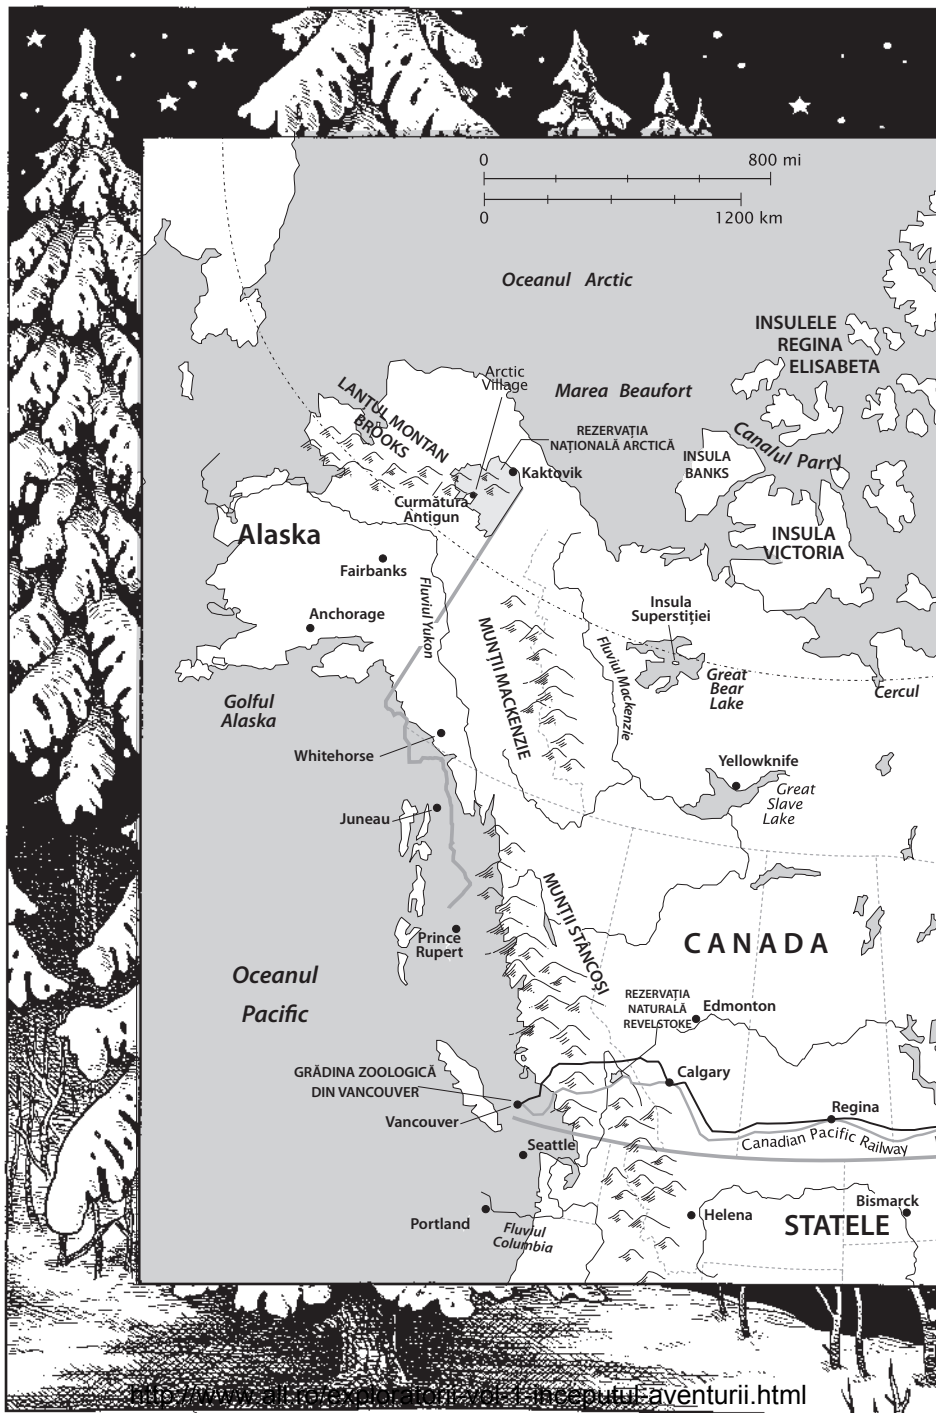 0 800 mi
0 1200 km
Oceanul Arctic
INSULELE
REGINA
ELISABETA
Arctic
Village
Marea Beaufort
LANTUL MONTAN
BROOKS
REZERVAȚIA
NAȚIONALĂ ARCTICĂ
Canalul Parry
INSULA
BANKS
Kaktovik
Curmătura
Antigun
Alaska
INSULA
VICTORIA
Fairbanks
Fluviul Yukon
Anchorage
Insula
Superstiției
MUNȚII MACKENZIE
Fluviul Mackenzie
Great
Bear
Lake
Cercul
Golful
Alaska
Whitehorse
Yellowknife
Great
Slave
Lake
Juneau
MUNȚII STÂNCOȘI
Prince
Rupert
CANADA
Oceanul
Pacific
REZERVAȚIA
NATURALĂ
REVELSTOKE
Edmonton
GRĂDINA ZOOLOGICĂ
DIN VANCOUVER
Calgary
Vancouver
Regina
Canadian Pacific Railway
Seattle
Portland
Fluviul
Columbia
Helena
STATELE
Bismarck
http://www.all.ro/exploratorii-vol-1-inceputul-aventurii.html